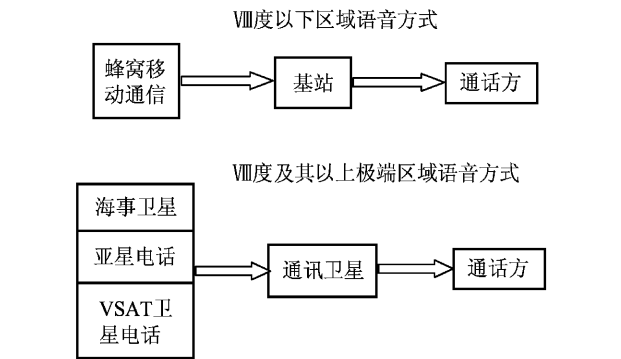 Ⅷ度以下区域语音方式
蜂窝移
动通信
基站
通话方
Ⅷ度及其以上极端区域语音方式
海事卫星
亚星电话
VSAT卫
星电话
通讯卫星
通话方